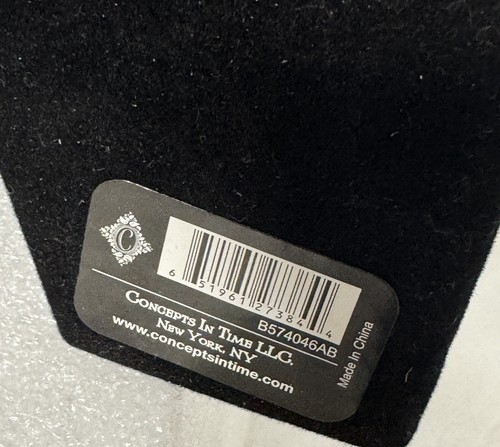 C
6 51961 27384 4
B574046AB
CONCEPTS IN TIME LLC.
NEW YORK, NY
www.conceptsintime.com
Made In China